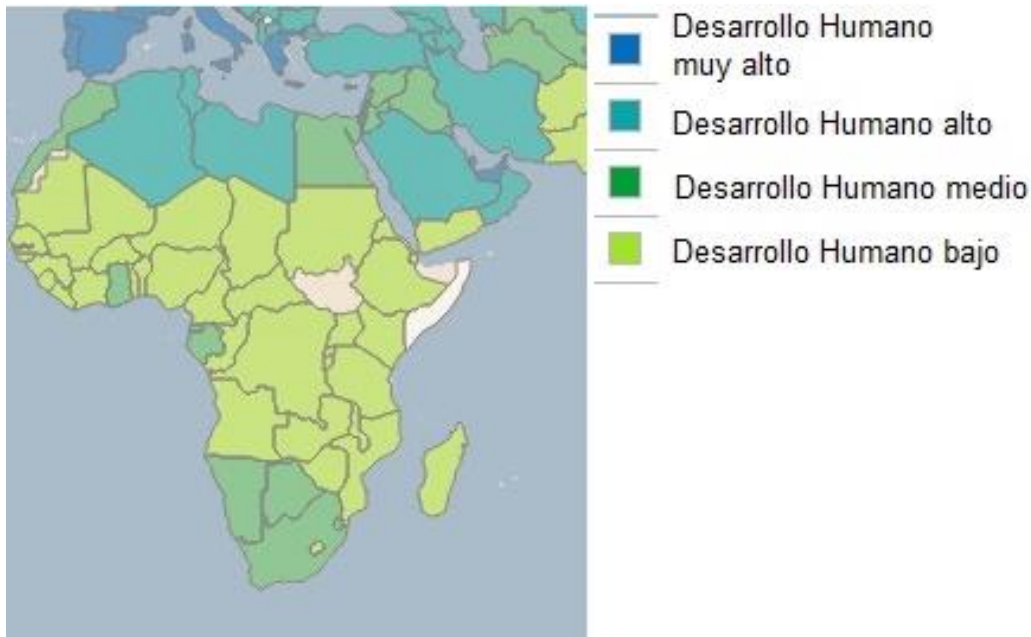 Desarrollo Humano
muy alto
Desarrollo Humano alto
Desarrollo Humano medio
Desarrollo Humano bajo